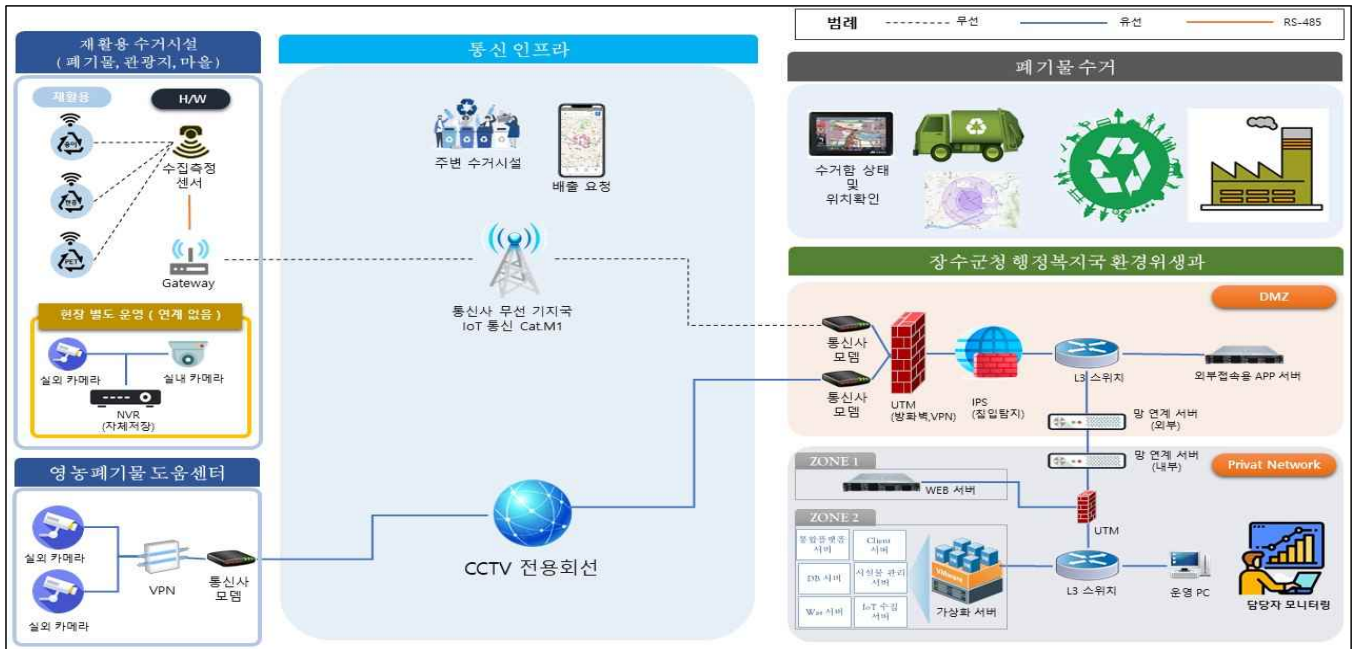 범례
무선
유선
RS-485
재활용 수거시설
( 폐기물, 관광지, 마을)
재활용
H/W
종이
PET
수집측정
센서
Gateway
현장 별도 운영 ( 연계 없음 )
실외 카메라
실내 카메라
NVR
(자체저장)
영농폐기물 도움센터
실외 카메라
실외 카메라
VPN
통신사
모뎀
통신 인프라
주변 수거시설
배출 요청
통신사 무선 기지국
IoT 통신 Cat.M1
CCTV 전용회선
폐기물 수거
수거함 상태
및
위치확인
장수군청 행정복지국 환경위생과
DMZ
통신사
모뎀
통신사
모뎀
UTM
(방화벽,VPN)
IPS
(침입탐지)
L3 스위치
외부접속용 APP 서버
망 연계 서버
(외부)
망 연계 서버
(내부)
Privat Network
ZONE 1
WEB 서버
UTM
ZONE 2
통합플랫폼
서버
Client
서버
DB 서버
시설물 관리
서버
Was 서버
IoT 수집
서버
VMware
가상화 서버
L3 스위치
운영 PC
담당자 모니터링